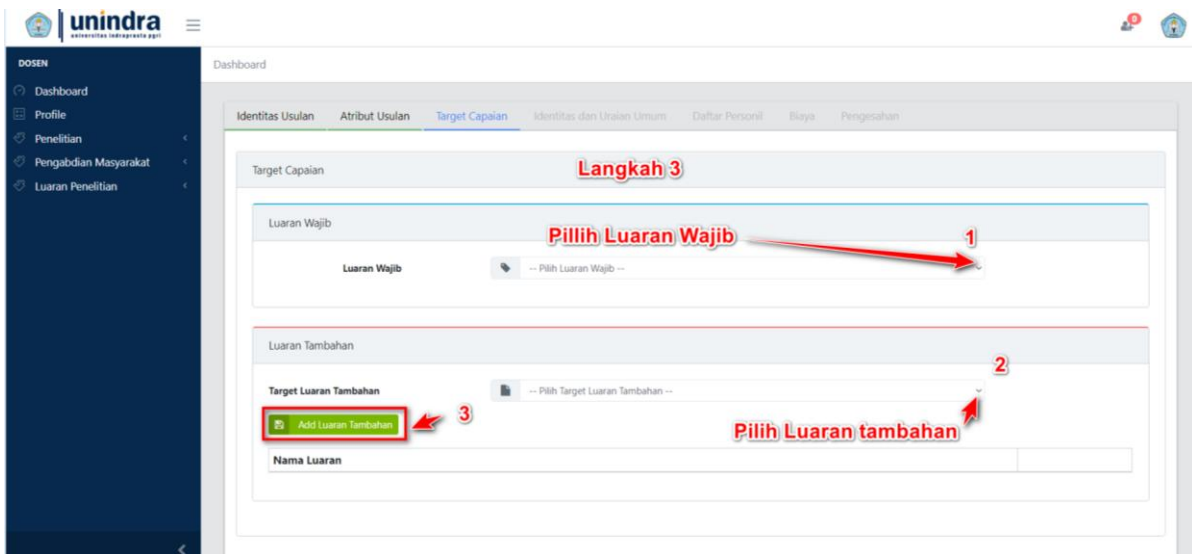 unindra
universitas indraprasta pgri
0
DOSEN
Dashboard
Dashboard
Profile
Penelitian
Pengabdian Masyarakat
Luaran Penelitian
Identitas Usulan Atribut Usulan Target Capaian Identitas dan Uraian Umum Daftar Personil Biaya Pengesahan
Target Capaian
Langkah 3
Luaran Wajib
Pillih Luaran Wajib
1
Luaran Wajib
-- Pilih Luaran Wajib --
Luaran Tambahan
2
Target Luaran Tambahan
-- Pilih Target Luaran Tambahan --
Add Luaran Tambahan
3
Pilih Luaran tambahan
Nama Luaran